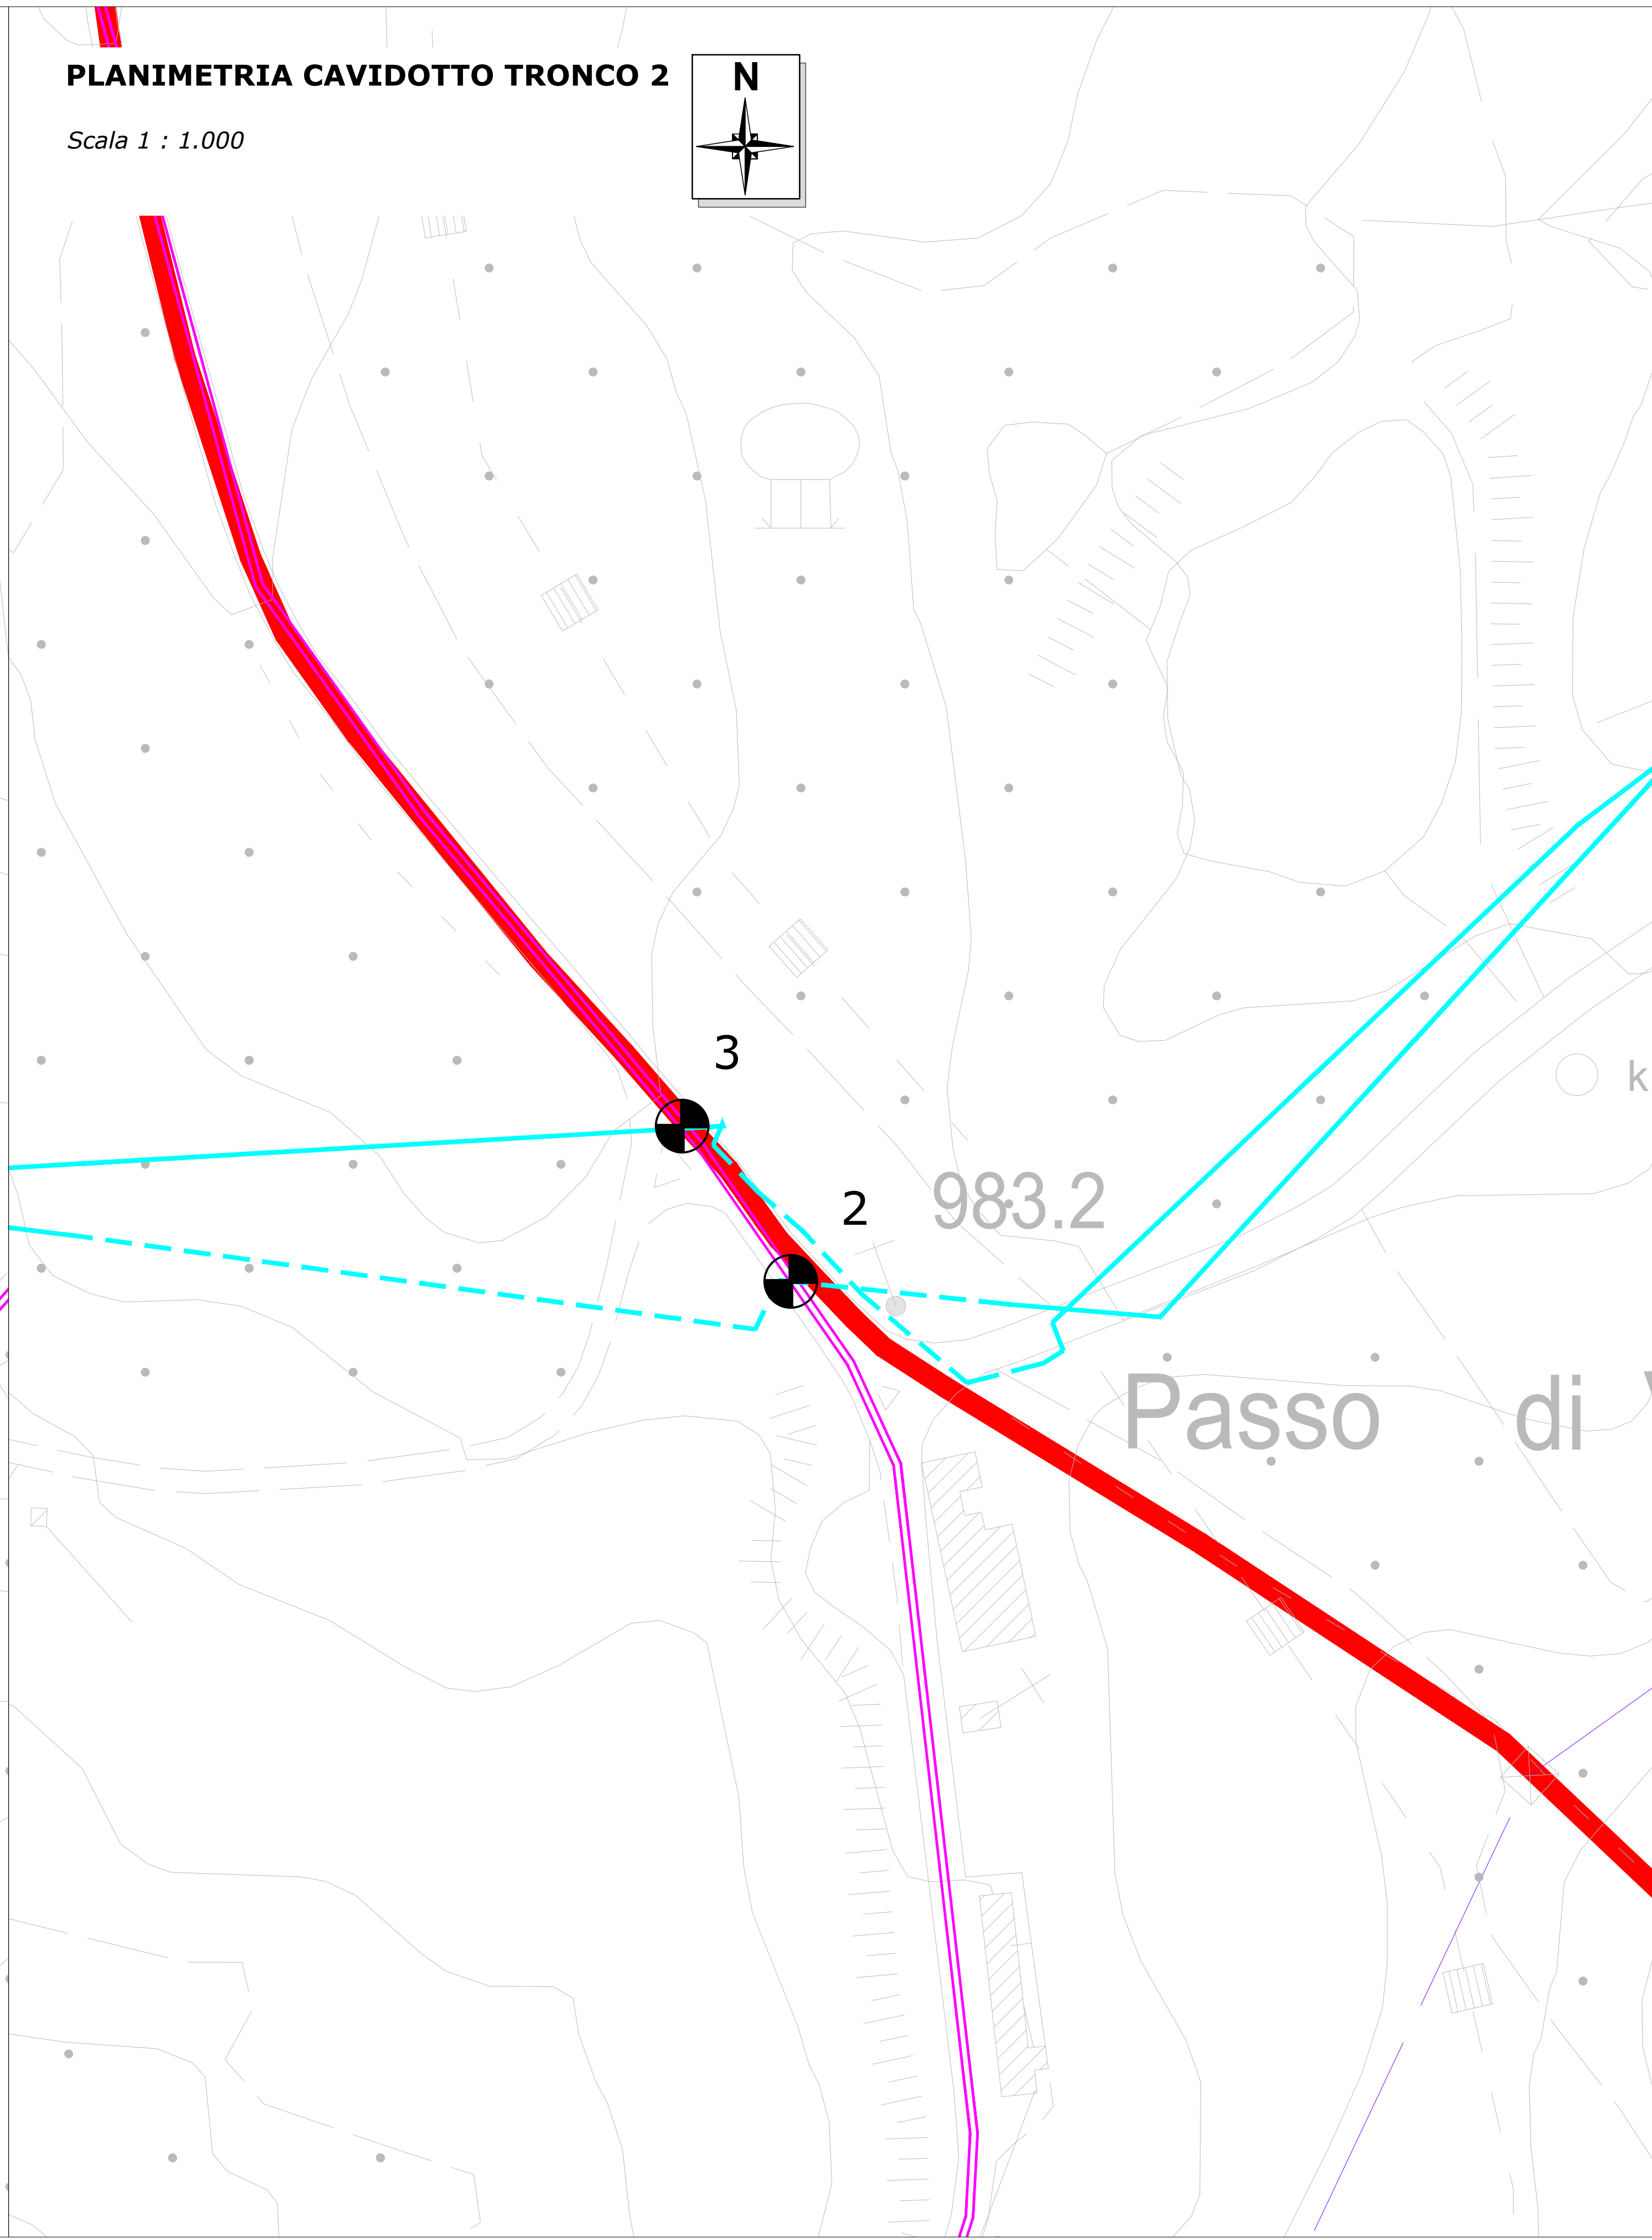 PLANIMETRIA CAVIDOTTO TRONCO 2
N
Scala 1 : 1.000
3
k
2
983.2
Passo di